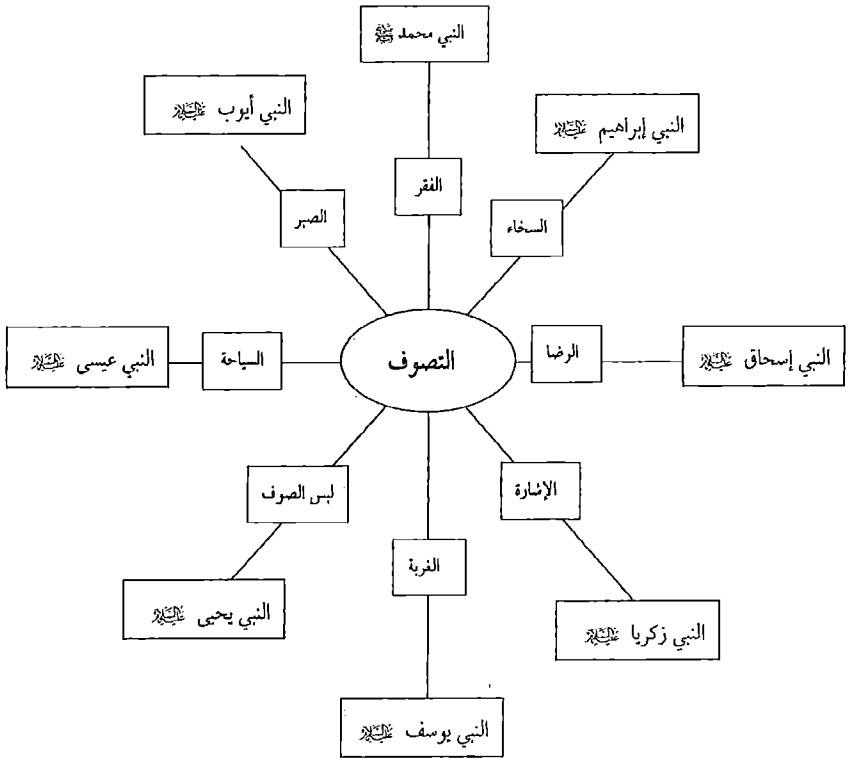 النبي محمد ﷺ
النبي أيوب عليه السلام
النبي إبراهيم عليه السلام
الفقر
الصبر
السخاء
التصوف
الرضا
النبي إسحاق عليه السلام
السياحة
النبي عيسى عليه السلام
الإشارة
لبس الصوف
الغربة
النبي يحيى عليه السلام
النبي زكريا عليه السلام
النبي يوسف عليه السلام